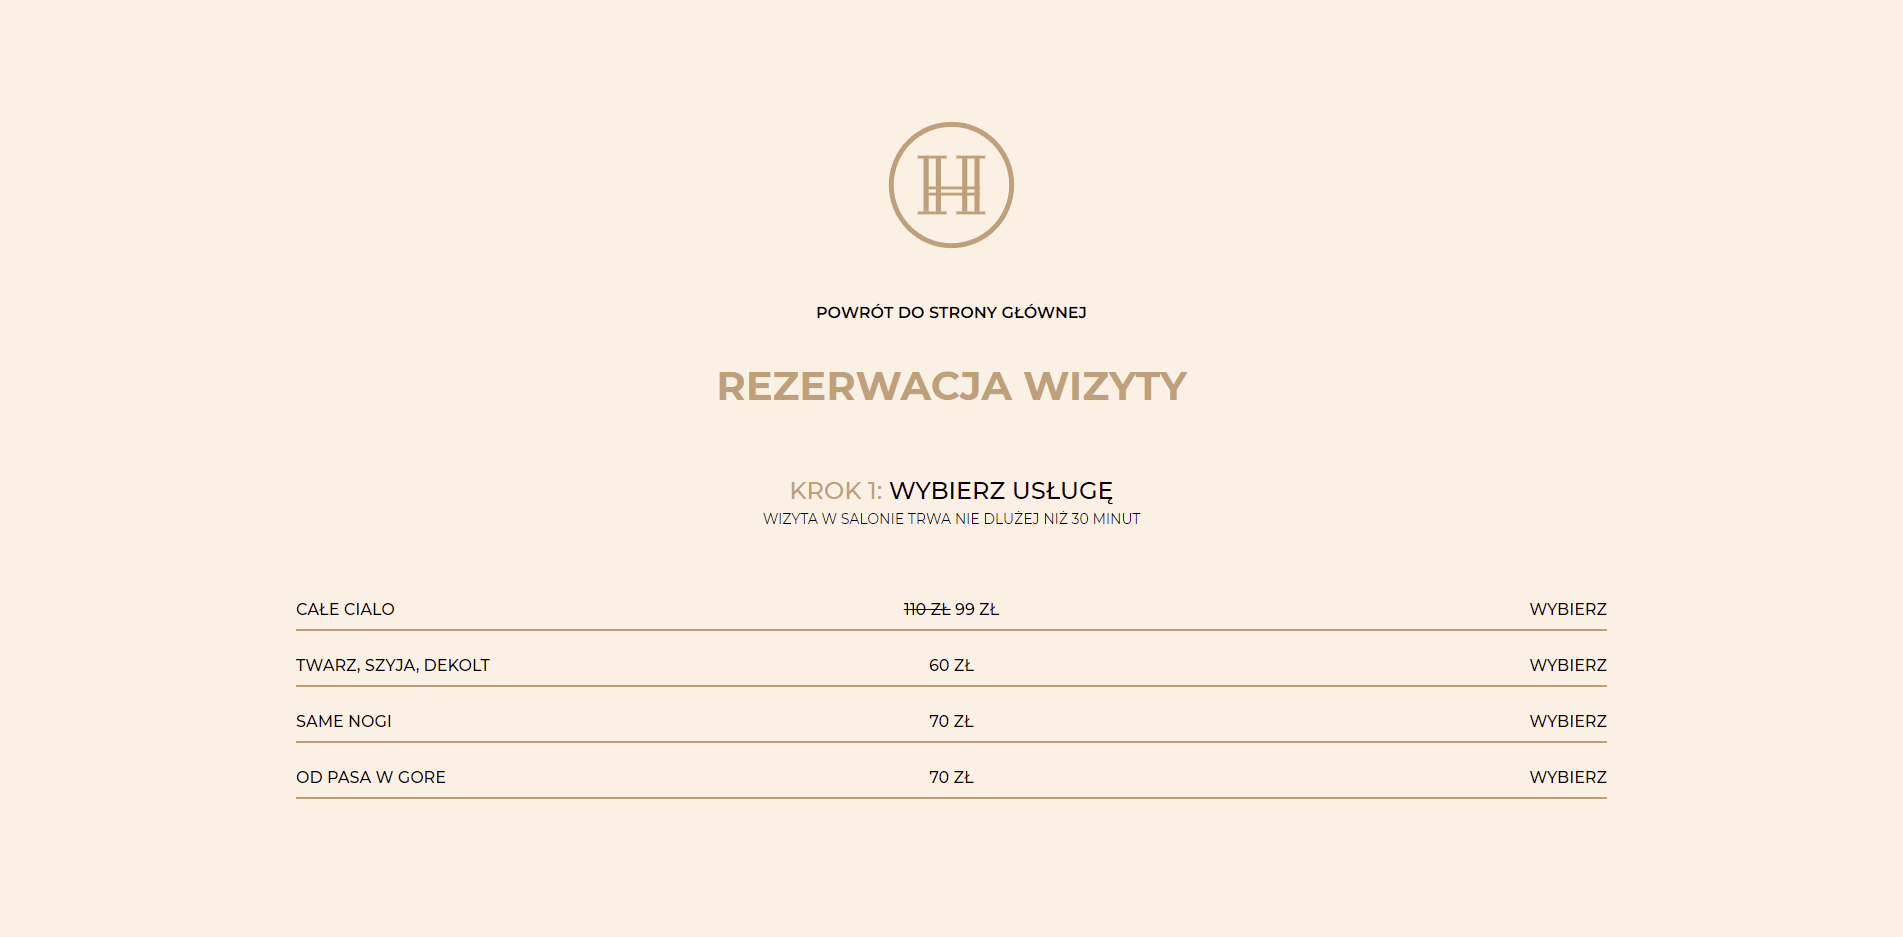 H
POWRÓT DO STRONY GŁÓWNEJ
REZERWACJA WIZYTY
KROK 1: WYBIERZ USŁUGĘ
WIZYTA W SALONIE TRWA NIE DLUŻEJ NIŻ 30 MINUT
CAŁE CIALO 110 ZŁ 99 ZŁ WYBIERZ
TWARZ, SZYJA, DEKOLT 60 ZŁ WYBIERZ
SAME NOGI 70 ZŁ WYBIERZ
OD PASA W GORE 70 ZŁ WYBIERZ